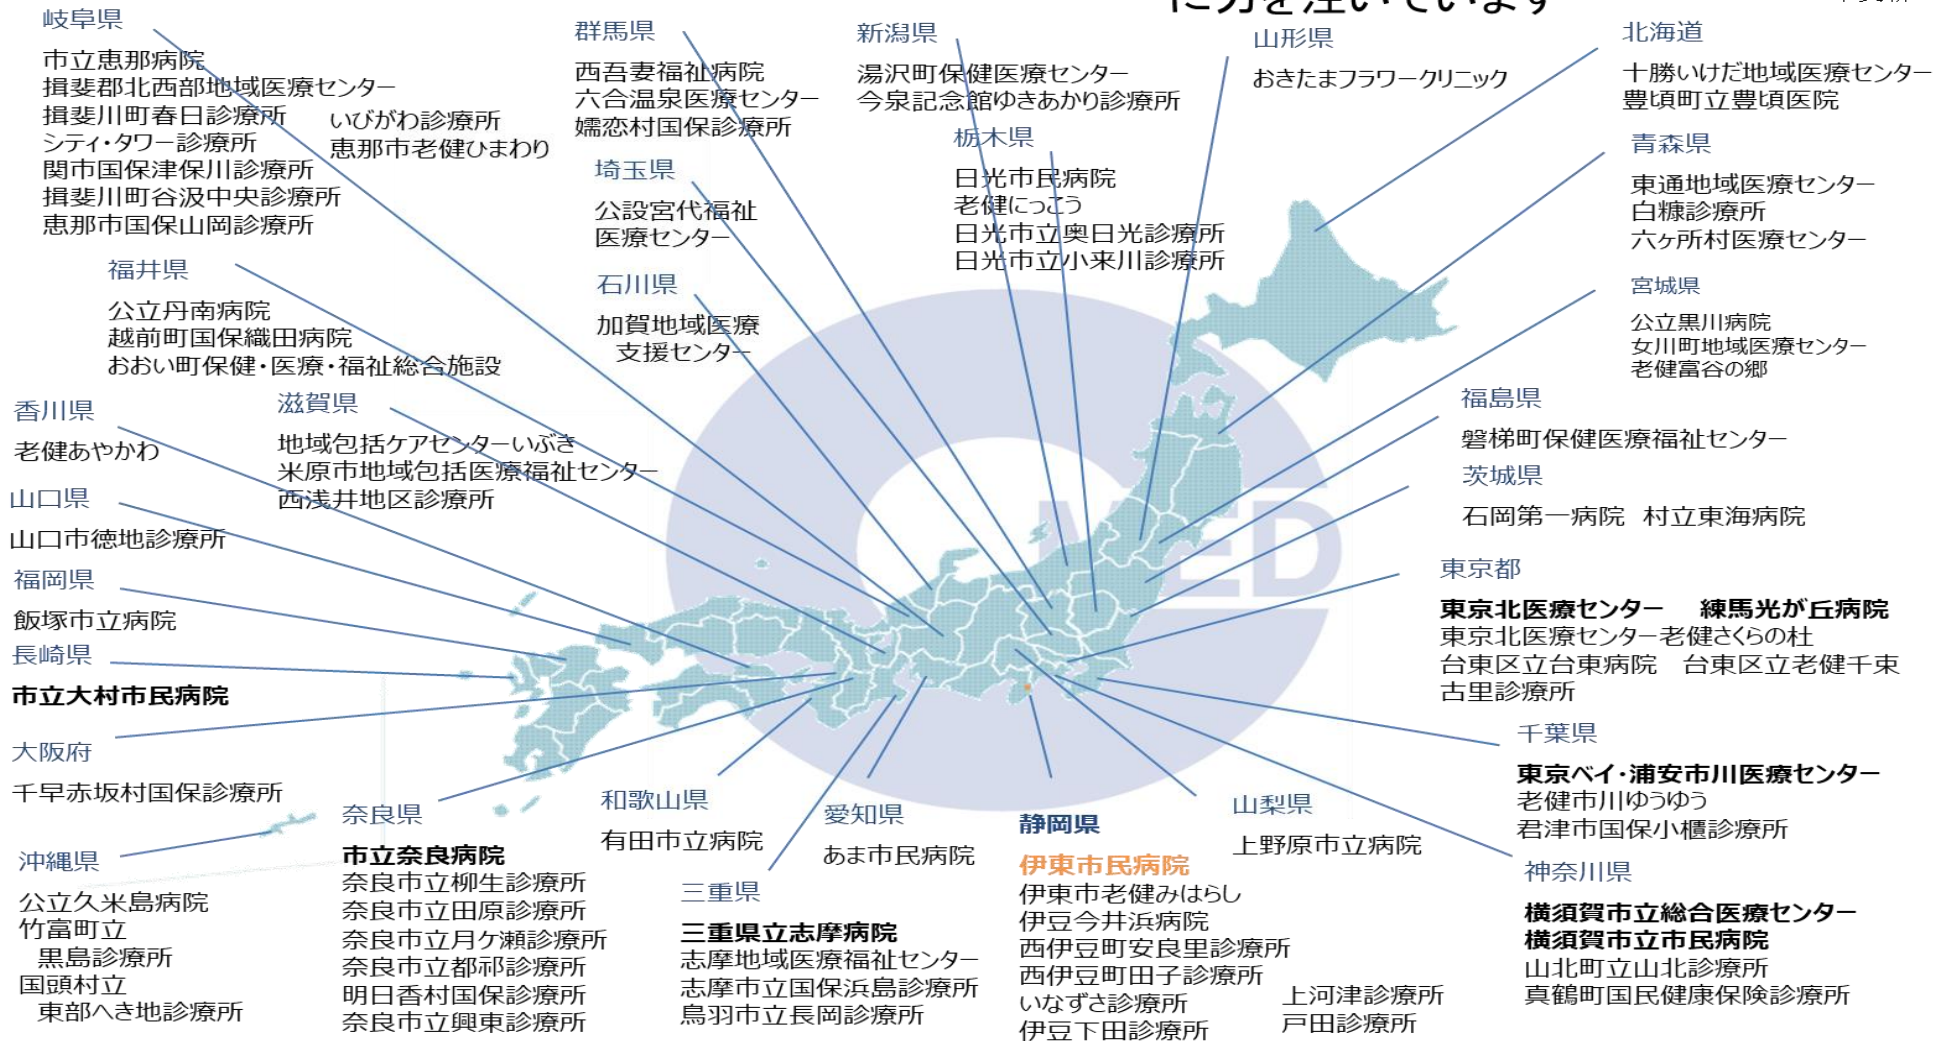 に力を注いでいます
岐阜県
市立恵那病院
揖斐郡北西部地域医療センター
揖斐川町春日診療所
シティ・タワー診療所
関市国保津保川診療所
揖斐川町谷汲中央診療所
恵那市国保山岡診療所
いびがわ診療所
恵那市老健ひまわり
群馬県
西吾妻福祉病院
六合温泉医療センター
嬬恋村国保診療所
新潟県
湯沢町保健医療センター
今泉記念館ゆきあかり診療所
山形県
おきたまフラワークリニック
北海道
十勝いけだ地域医療センター
豊頃町立豊頃医院
埼玉県
公設宮代福祉
医療センター
栃木県
日光市民病院
老健にっこう
日光市立奥日光診療所
日光市立小来川診療所
青森県
東通地域医療センター
白糠診療所
六ヶ所村医療センター
福井県
公立丹南病院
越前町国保織田病院
おおい町保健・医療・福祉総合施設
石川県
加賀地域医療
支援センター
宮城県
公立黒川病院
女川町地域医療センター
老健富谷の郷
香川県
老健あやかわ
滋賀県
地域包括ケアセンターいぶき
米原市地域包括医療福祉センター
西浅井地区診療所
福島県
磐梯町保健医療福祉センター
山口県
山口市徳地診療所
茨城県
石岡第一病院 村立東海病院
福岡県
飯塚市立病院
MED
東京都
東京北医療センター 練馬光が丘病院
東京北医療センター老健さくらの杜
台東区立台東病院 台東区立老健千束
古里診療所
長崎県
市立大村市民病院
大阪府
千早赤坂村国保診療所
千葉県
東京ベイ・浦安市川医療センター
老健市川ゆうゆう
君津市国保小櫃診療所
沖縄県
公立久米島病院
竹富町立
黒島診療所
国頭村立
東部へき地診療所
奈良県
市立奈良病院
奈良市立柳生診療所
奈良市立田原診療所
奈良市立月ケ瀬診療所
奈良市立都祁診療所
明日香村国保診療所
奈良市立興東診療所
和歌山県
有田市立病院
三重県
三重県立志摩病院
志摩地域医療福祉センター
志摩市立国保浜島診療所
鳥羽市立長岡診療所
愛知県
あま市民病院
静岡県
伊東市民病院
伊東市老健みはらし
伊豆今井浜病院
西伊豆町安良里診療所
西伊豆町田子診療所
いなずさ診療所
伊豆下田診療所
上河津診療所
戸田診療所
山梨県
上野原市立病院
神奈川県
横須賀市立総合医療センター
横須賀市立市民病院
山北町立山北診療所
真鶴町国民健康保険診療所